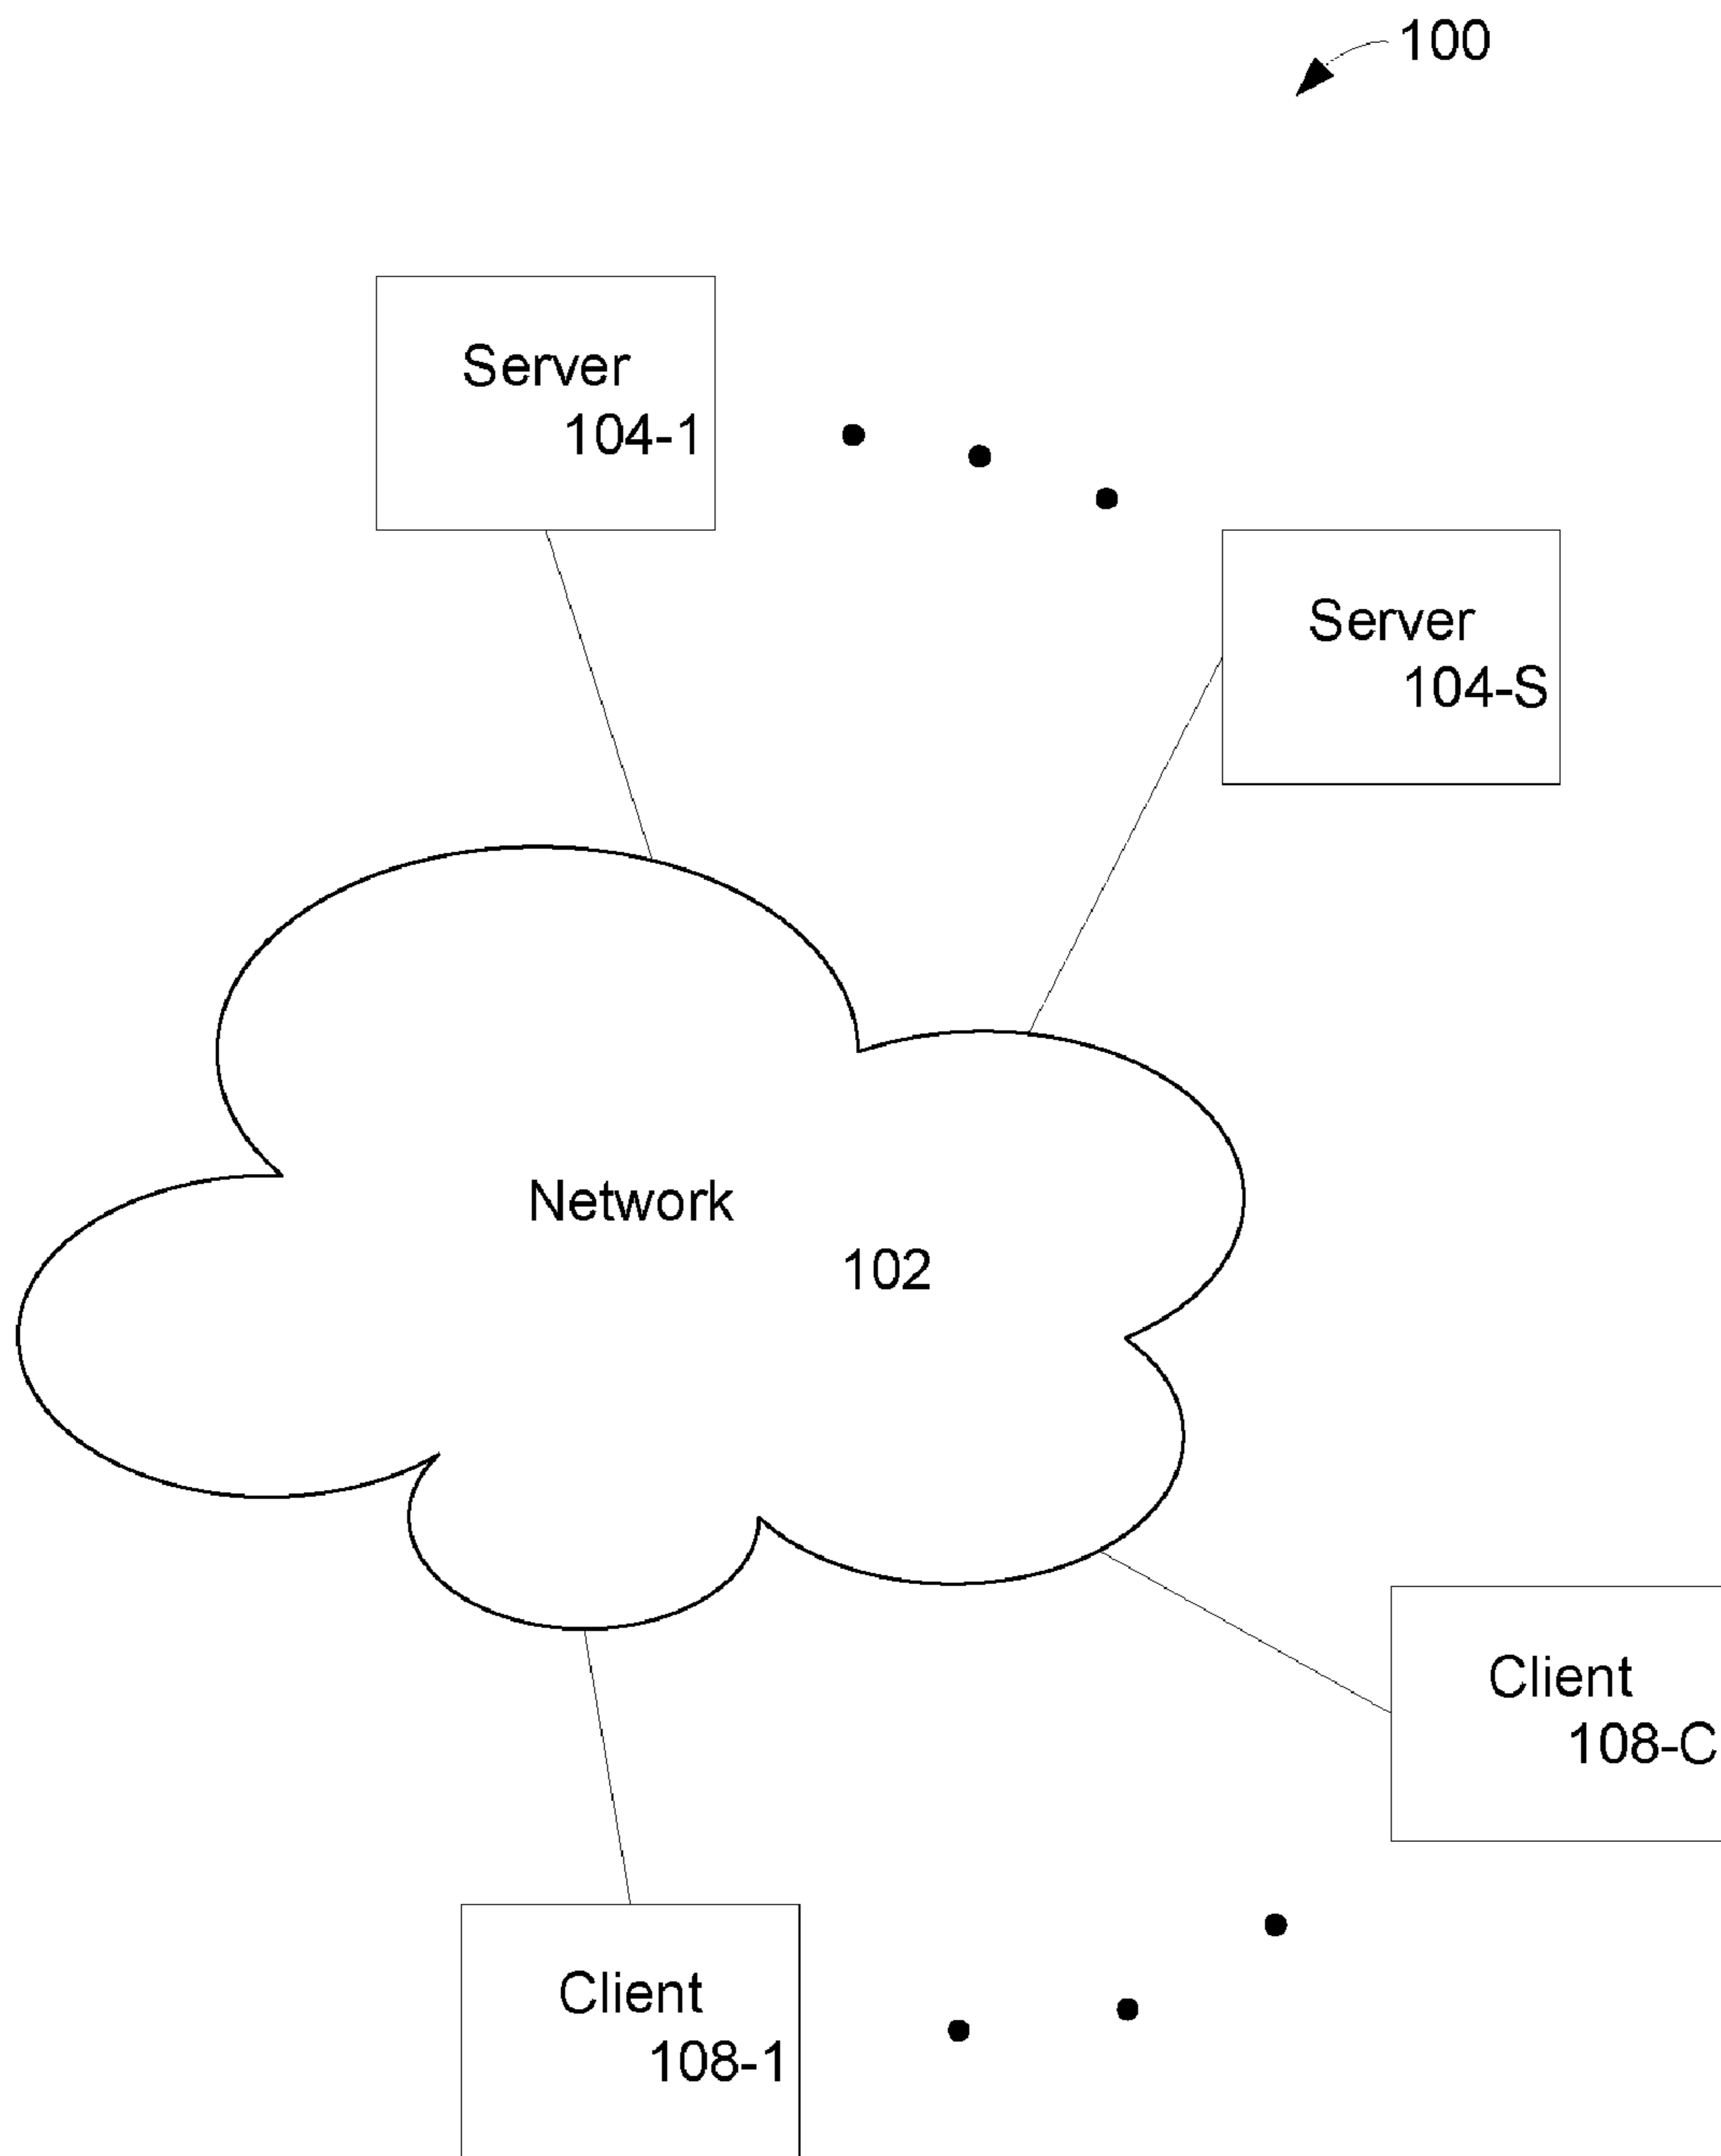 100
Server
104-1
Server
104-S
Network
102
Client
108-C
Client
108-1